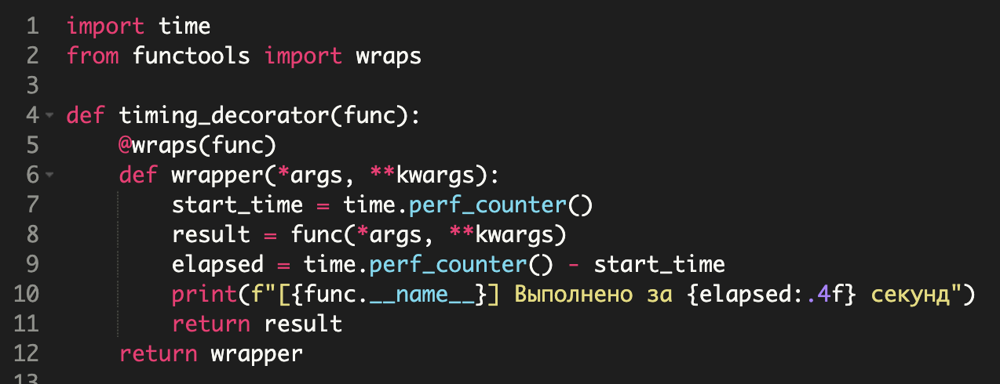 1 import time
2 from functools import wraps
3
4 def timing_decorator(func):
5     @wraps(func)
6     def wrapper(*args, **kwargs):
7         start_time = time.perf_counter()
8         result = func(*args, **kwargs)
9         elapsed = time.perf_counter() - start_time
10         print(f"[{func.__name__}] Выполнено за {elapsed:.4f} секунд")
11         return result
12     return wrapper
13